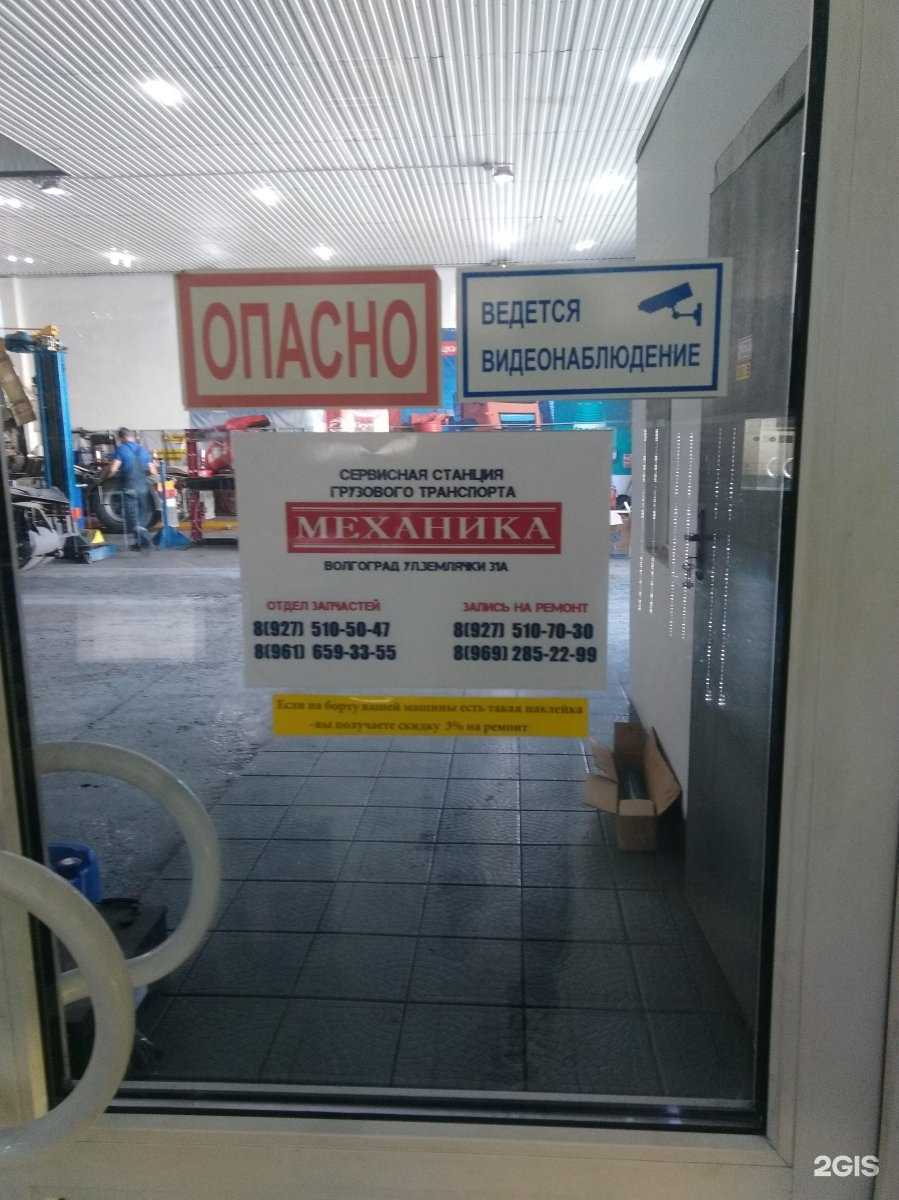 ОПАСНО
ВЕДЕТСЯ
ВИДЕОНАБЛЮДЕНИЕ
СЕРВИСНАЯ СТАНЦИЯ
ГРУЗОВОГО ТРАНСПОРТА
МЕХАНИКА
ВОЛГОГРАД УЛ.ЗЕМЛЯЧКИ 31А
ОТДЕЛ ЗАПЧАСТЕЙ
8(927) 510-50-47
8(961) 659-33-55
ЗАПИСЬ НА РЕМОНТ
8(927) 510-70-30
8(969) 285-22-99
Если на борту вашей машины есть такая наклейка
-вы получаете скидку 3% на ремонт
2GIS